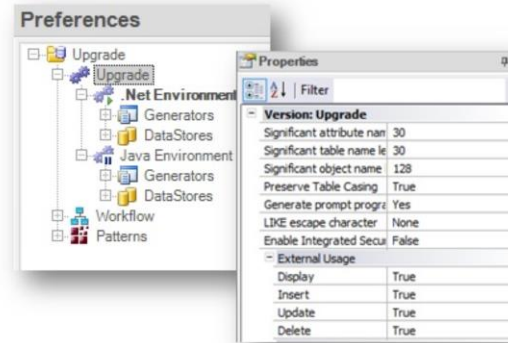 Preferences
Upgrade
Upgrade
.Net Environment
Generators
DataStores
Java Environment
Generators
DataStores
Workflow
Patterns
Properties
Filter
Version: Upgrade
Significant attribute nam 30
Significant table name le 30
Significant object name 128
Preserve Table Casing True
Generate prompt progra Yes
LIKE escape character None
Enable Integrated Secur False
External Usage
Display True
Insert True
Update True
Delete True